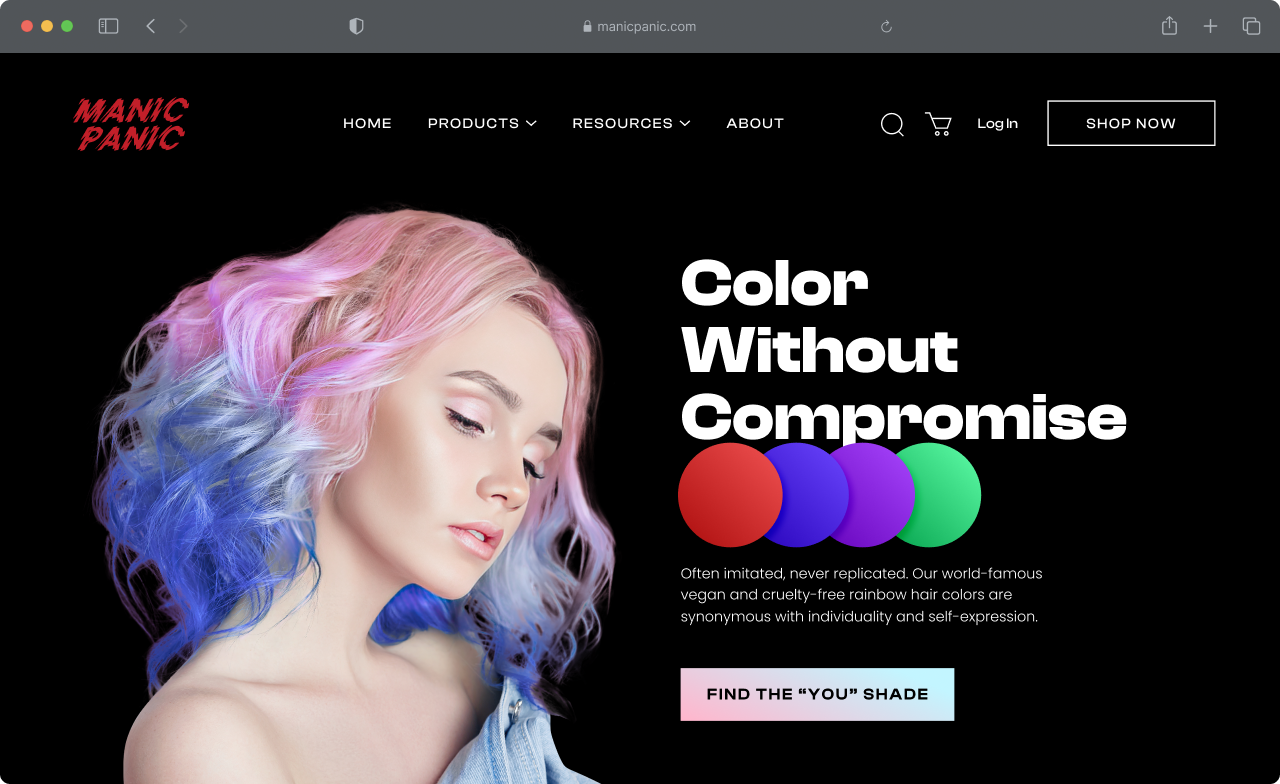 manicpanic.com
MANIC
PANIC
HOME
PRODUCTS
RESOURCES
ABOUT
Log In
SHOP NOW
Color
Without
Compromise
Often imitated, never replicated. Our world-famous
vegan and cruelty-free rainbow hair colors are
synonymous with individuality and self-expression.
FIND THE “YOU” SHADE